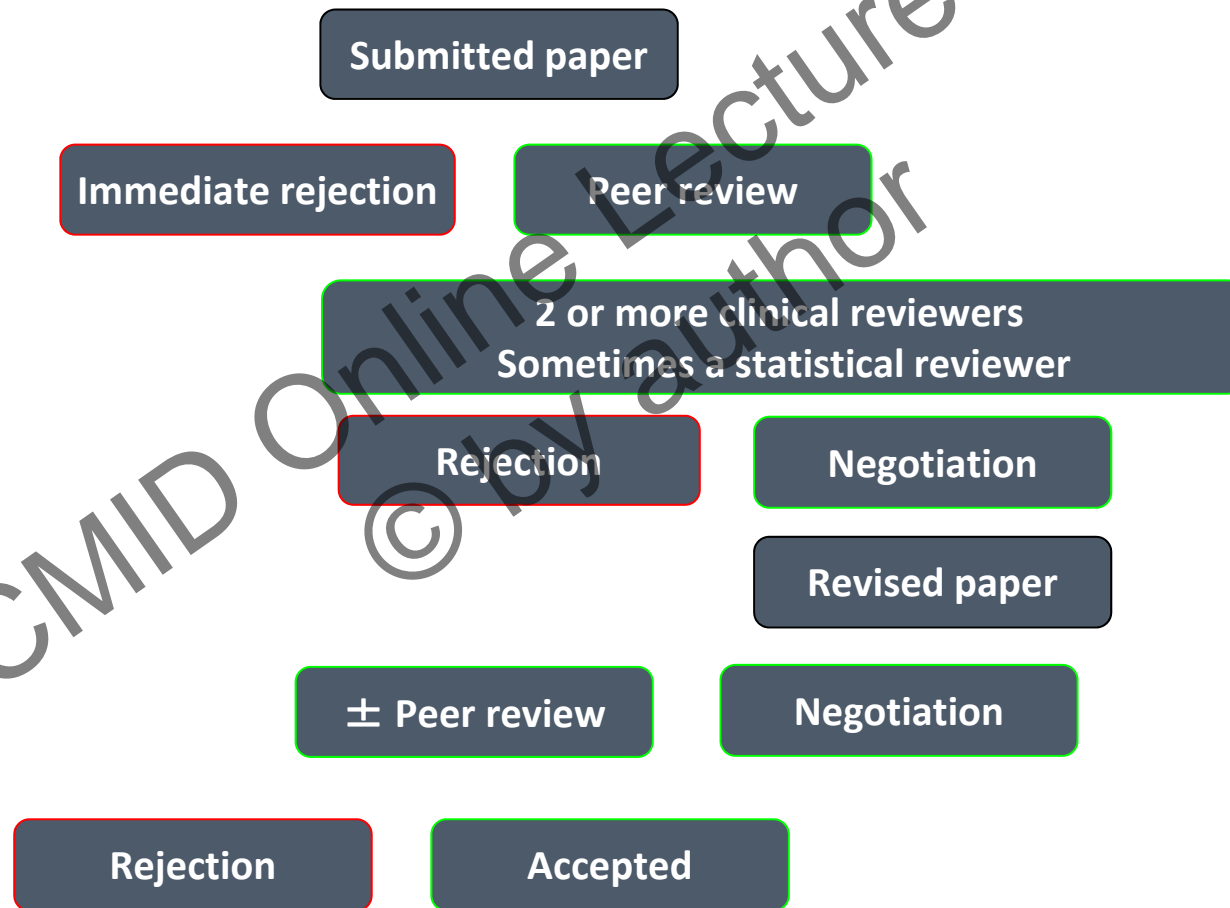 Submitted paper
Immediate rejection
Peer review
2 or more clinical reviewers
Sometimes a statistical reviewer
Rejection
Negotiation
Revised paper
± Peer review
Negotiation
Rejection
Accepted
CMID Online Lecture
© by author